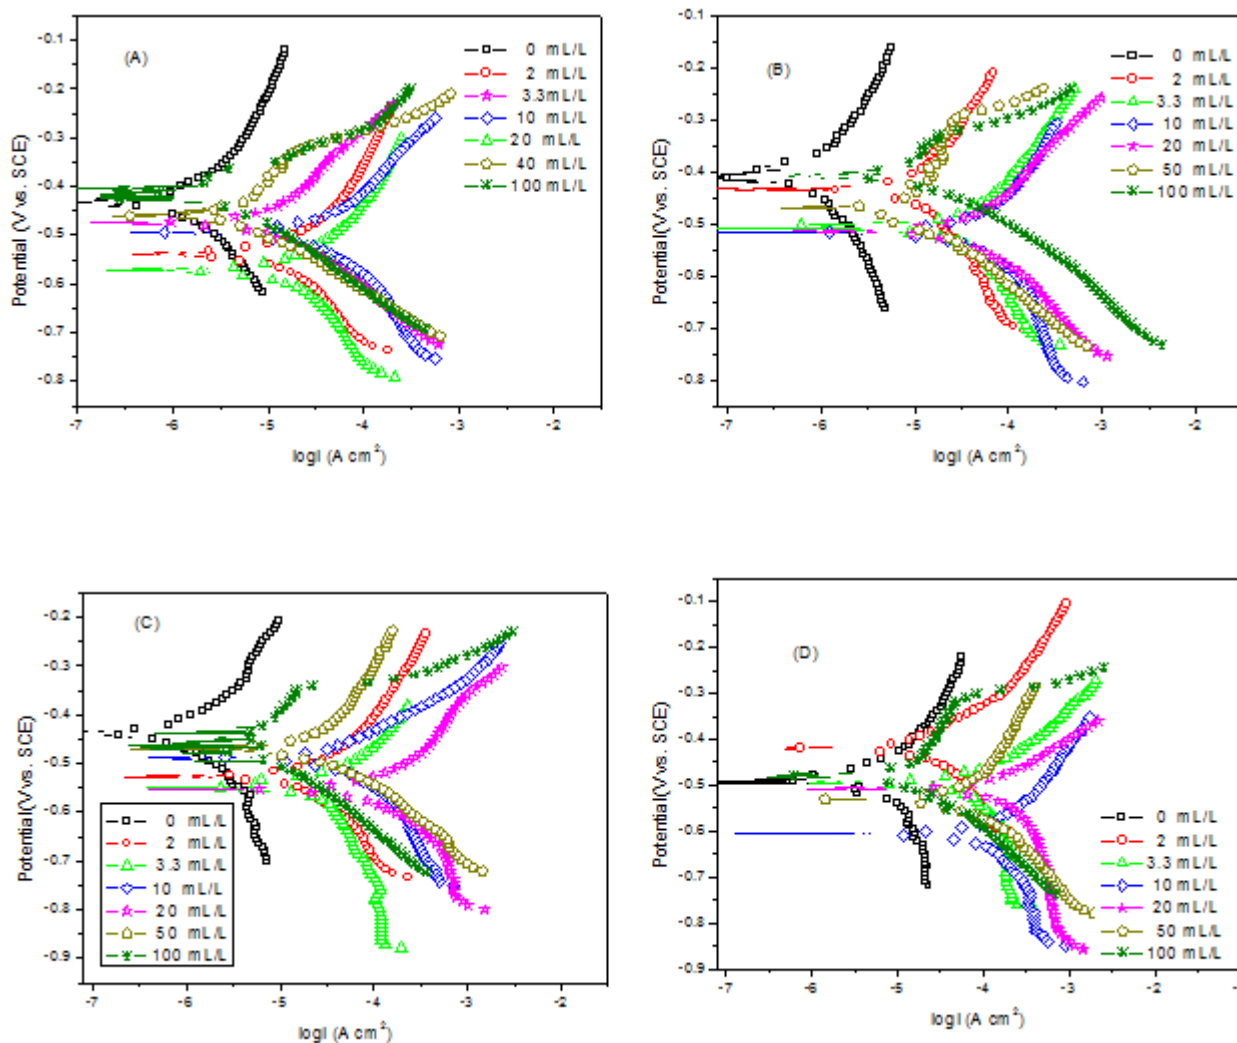 (A)
0 mL/L
2 mL/L
3.3mL/L
10 mL/L
20 mL/L
40 mL/L
100 mL/L
-0.1
-0.2
-0.3
-0.4
-0.5
-0.6
-0.7
-0.8
Potential (V vs. SCE)
-7 -6 -5 -4 -3 -2
logI (A cm2)
(B)
0 mL/L
2 mL/L
3.3 mL/L
10 mL/L
20 mL/L
50 mL/L
100 mL/L
-0.1
-0.2
-0.3
-0.4
-0.5
-0.6
-0.7
-0.8
Potential(V vs. SCE)
-7 -6 -5 -4 -3 -2
logI (A cm2)
(C)
-0.2
-0.3
-0.4
-0.5
-0.6
-0.7
-0.8
-0.9
Potential(V vs. SCE)
0 mL/L
2 mL/L
3.3 mL/L
10 mL/L
20 mL/L
50 mL/L
100 mL/L
-7 -6 -5 -4 -3 -2
logI (A cm2)
(D)
-0.1
-0.2
-0.3
-0.4
-0.5
-0.6
-0.7
-0.8
-0.9
Potential(V vs. SCE)
0 mL/L
2 mL/L
3.3 mL/L
10 mL/L
20 mL/L
50 mL/L
100 mL/L
-7 -6 -5 -4 -3 -2 -1
logI (A cm2)